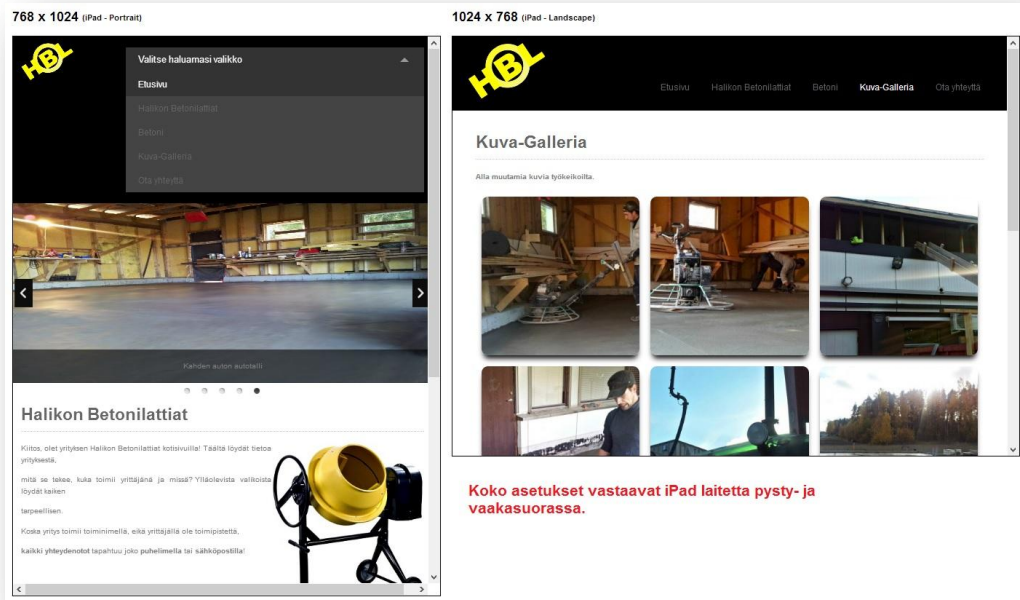 768 x 1024 (iPad - Portrait)
HBL
Valitse haluamasi valikko
Etusivu
Halikon Betonilattiat
Betoni
Kuva-Galleria
Ota yhteyttä
Kahden auton autotalli
Halikon Betonilattiat
Kiitos, olet yrityksen Halikon Betonilattiat kotisivuilla! Täältä löydät tietoa
yrityksestä,
mitä se tekee, kuka toimii yrittäjänä ja missä? Ylläolevista valikoista
löydät kaiken
tarpeellisen.
Koska yritys toimii toiminimellä, eikä yrittäjällä ole toimipistettä,
kaikki yhteydenotot tapahtuu joko puhelimella tai sähköpostilla!
1024 x 768 (iPad - Landscape)
HBL
Etusivu Halikon Betonilattiat Betoni Kuva-Galleria Ota yhteyttä
Kuva-Galleria
Alla muutamia kuvia työkeikoilta.
Koko asetukset vastaavat iPad laitetta pysty- ja
vaakasuorassa.